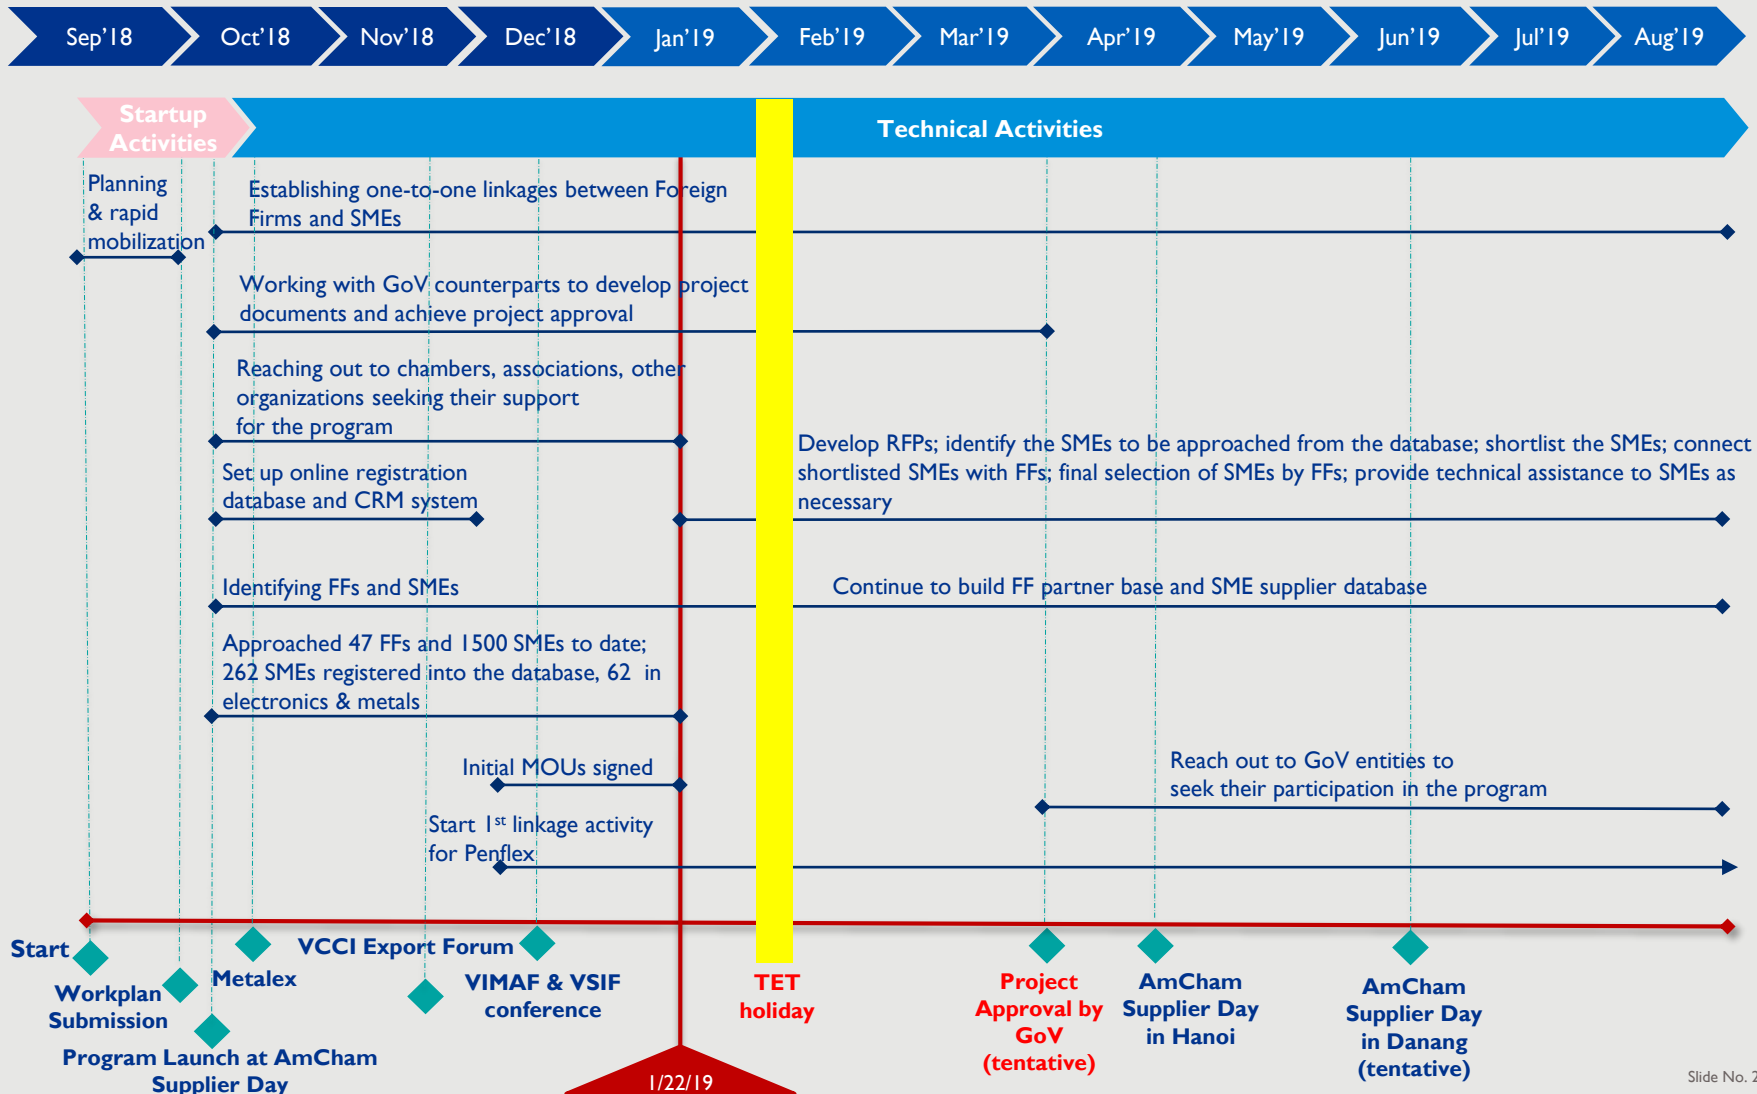 Sep’18
Oct’18
Nov’18
Dec’18
Jan’19
Feb’19
Mar’19
Apr’19
May’19
Jun’19
Jul’19
Aug’19
Startup
Activities
Technical Activities
Planning
& rapid
mobilization
Establishing one-to-one linkages between Foreign
Firms and SMEs
Working with GoV counterparts to develop project
documents and achieve project approval
Reaching out to chambers, associations, other
organizations seeking their support
for the program
Develop RFPs; identify the SMEs to be approached from the database; shortlist the SMEs; connect
shortlisted SMEs with FFs; final selection of SMEs by FFs; provide technical assistance to SMEs as
necessary
Set up online registration
database and CRM system
Identifying FFs and SMEs
Continue to build FF partner base and SME supplier database
Approached 47 FFs and 1500 SMEs to date;
262 SMEs registered into the database, 62 in
electronics & metals
Initial MOUs signed
Reach out to GoV entities to
seek their participation in the program
Start 1st linkage activity
for Penflex
Start
Workplan
Submission
Program Launch at AmCham
Supplier Day
Metalex
VCCI Export Forum
VIMAF & VSIF
conference
TET
holiday
Project
Approval by
GoV
(tentative)
AmCham
Supplier Day
in Hanoi
AmCham
Supplier Day
in Danang
(tentative)
1/22/19
Slide No. 2